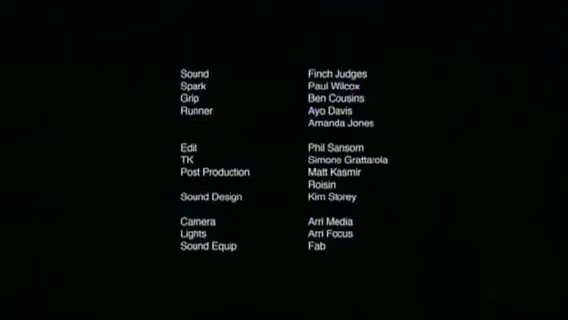 Sound Finch Judges
Spark Paul Wilcox
Grip Ben Cousins
Runner Ayo Davis
Amanda Jones
Edit Phil Sansom
TK Simone Grattarola
Post Production Matt Kasmir
Roisin
Sound Design Kim Storey
Camera Arri Media
Lights Arri Focus
Sound Equip Fab